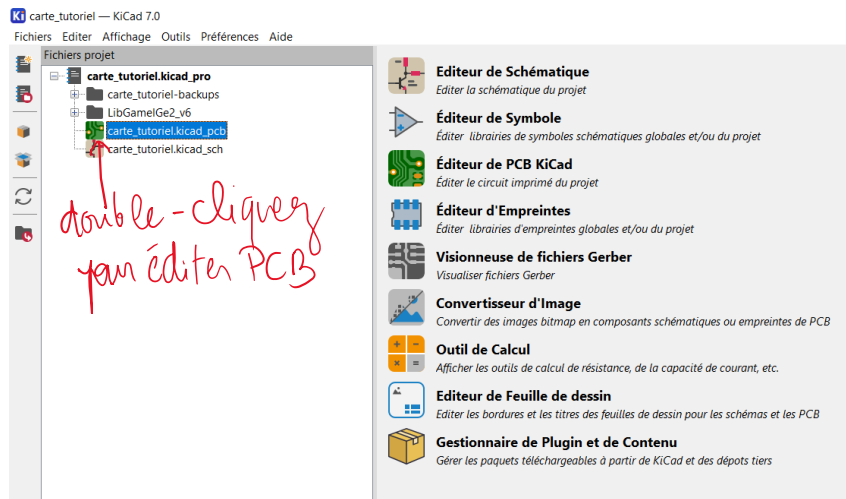 carte_tutoriel — KiCad 7.0
Fichiers Editer Affichage Outils Préférences Aide
Fichiers projet
carte_tutoriel.kicad_pro
carte_tutoriel-backups
LibGamelGe2_v6
carte_tutoriel.kicad_pcb
carte_tutoriel.kicad_sch
double-cliquez
pour éditer PCB
Editeur de Schématique
Editer la schématique du projet
Éditeur de Symbole
Éditer librairies de symboles schématiques globales et/ou du projet
Éditeur de PCB KiCad
Éditer le circuit imprimé du projet
Éditeur d'Empreintes
Éditer librairies d'empreintes globales et/ou du projet
Visionneuse de fichiers Gerber
Visualiser fichiers Gerber
Convertisseur d'Image
Convertir des images bitmap en composants schématiques ou empreintes de PCB
Outil de Calcul
Afficher les outils de calcul de résistance, de la capacité de courant, etc.
Editeur de Feuille de dessin
Editer les bordures et les titres des feuilles de dessin pour les schémas et les PCB
Gestionnaire de Plugin et de Contenu
Gérer les paquets téléchargeables à partir de KiCad et des dépots tiers